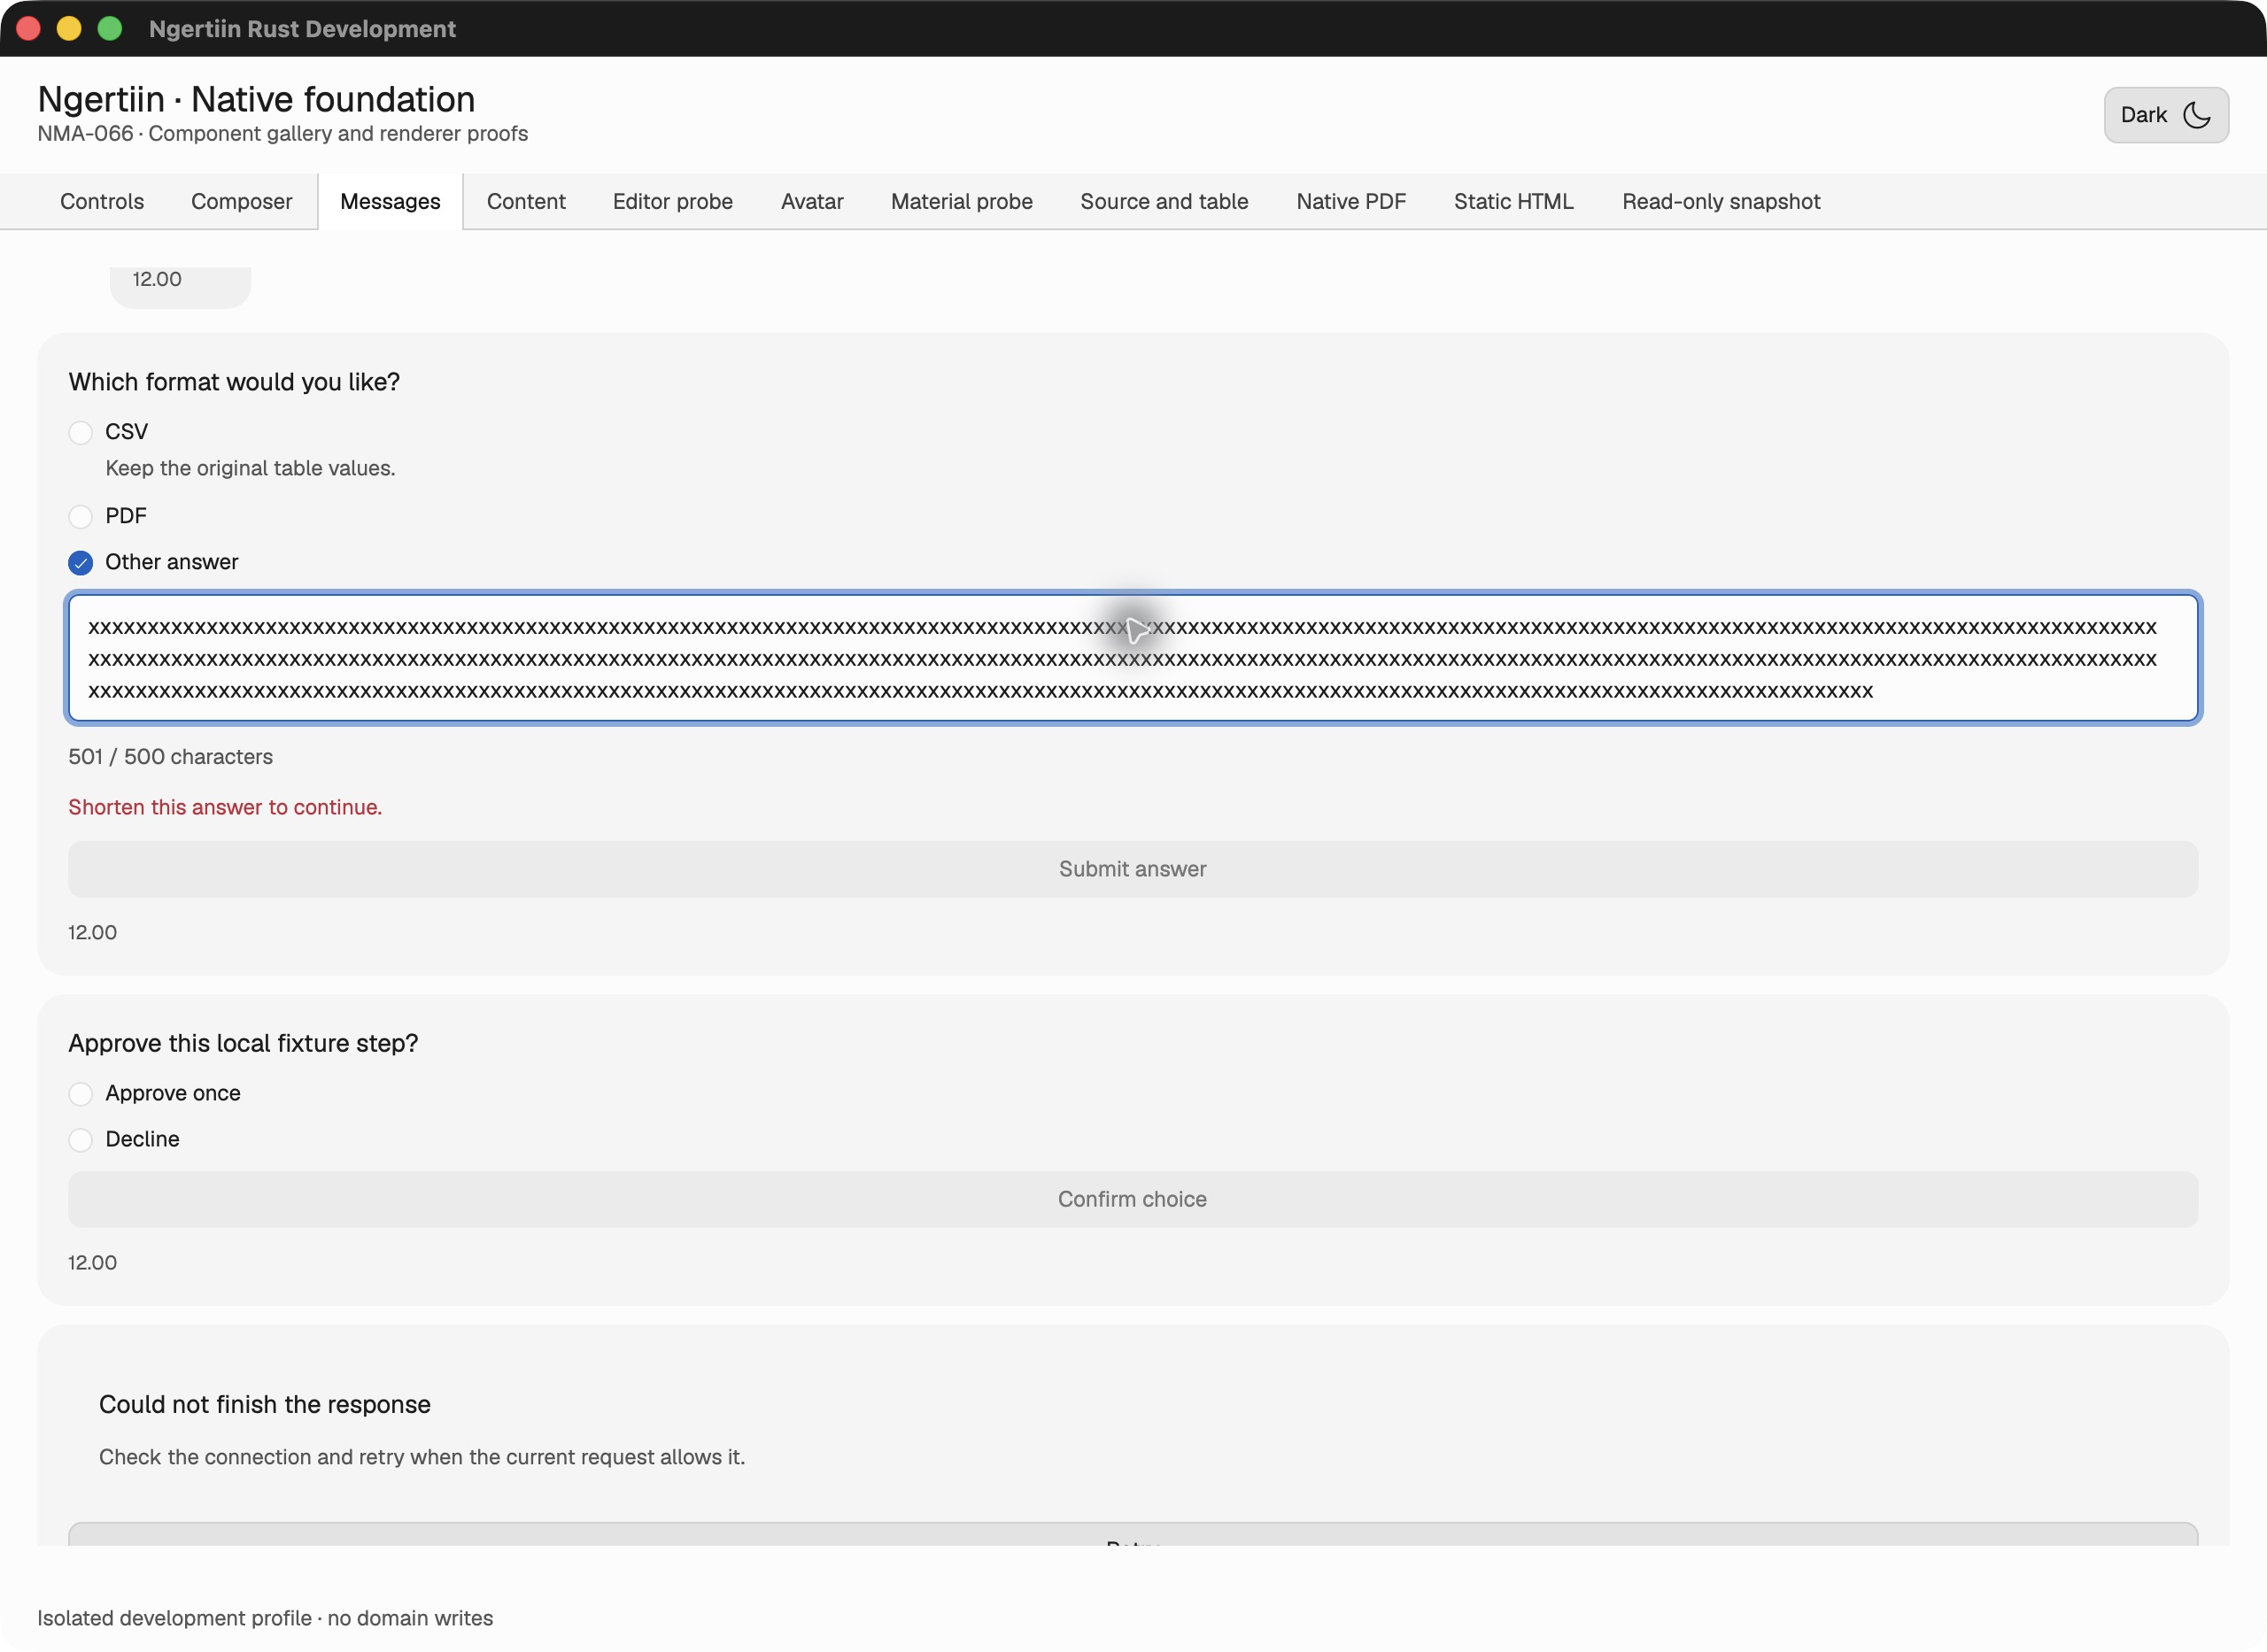 Ngertiin Rust Development
Ngertiin · Native foundation
NMA-066 · Component gallery and renderer proofs
Dark
Controls Composer Messages Content Editor probe Avatar Material probe Source and table Native PDF Static HTML Read-only snapshot
12.00
Which format would you like?
CSV
Keep the original table values.
PDF
Other answer
xxxxxxxxxxxxxxxxxxxxxxxxxxxxxxxxxxxxxxxxxxxxxxxxxxxxxxxxxxxxxxxxxxxxxxxxxxxxxxxxxxxxxxxxxxxxxxxxxxxxxxxxxxxxxxxxxxxxxxxxxxxxxxxxxxxxxxxxxxxxxxxxxxxxxxxxxxxxxxxxxxxxxxxxxxxxxxx
xxxxxxxxxxxxxxxxxxxxxxxxxxxxxxxxxxxxxxxxxxxxxxxxxxxxxxxxxxxxxxxxxxxxxxxxxxxxxxxxxxxxxxxxxxxxxxxxxxxxxxxxxxxxxxxxxxxxxxxxxxxxxxxxxxxxxxxxxxxxxxxxxxxxxxxxxxxxxxxxxxxxxxxxxxxxxxx
xxxxxxxxxxxxxxxxxxxxxxxxxxxxxxxxxxxxxxxxxxxxxxxxxxxxxxxxxxxxxxxxxxxxxxxxxxxxxxxxxxxxxxxxxxxxxxxxxxxxxxxxxxxxxxxxxxxxxxxxxxxxxxxxxxxxxxxxxxxxxxxxxxxxxxx
501 / 500 characters
Shorten this answer to continue.
Submit answer
12.00
Approve this local fixture step?
Approve once
Decline
Confirm choice
12.00
Could not finish the response
Check the connection and retry when the current request allows it.
Retry
Isolated development profile · no domain writes